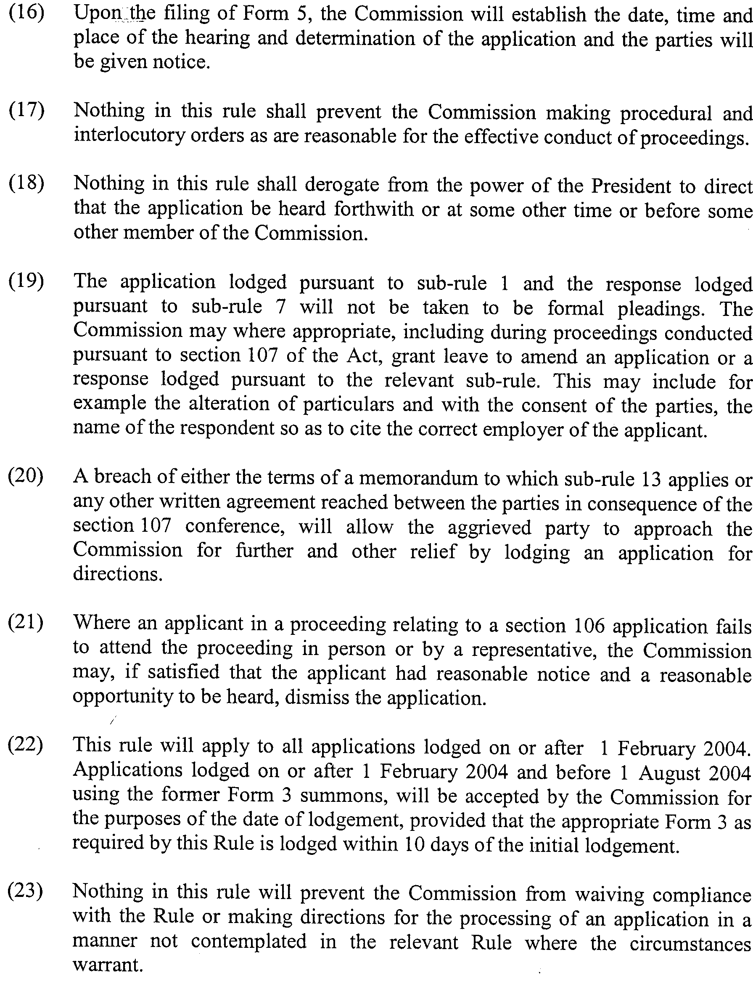 (16) Upon the filing of Form 5, the Commission will establish the date, time and
place of the hearing and determination of the application and the parties will
be given notice.
(17) Nothing in this rule shall prevent the Commission making procedural and
interlocutory orders as are reasonable for the effective conduct of proceedings.
(18) Nothing in this rule shall derogate from the power of the President to direct
that the application be heard forthwith or at some other time or before some
other member of the Commission.
(19) The application lodged pursuant to sub-rule 1 and the response lodged
pursuant to sub-rule 7 will not be taken to be formal pleadings. The
Commission may where appropriate, including during proceedings conducted
pursuant to section 107 of the Act, grant leave to amend an application or a
response lodged pursuant to the relevant sub-rule. This may include for
example the alteration of particulars and with the consent of the parties, the
name of the respondent so as to cite the correct employer of the applicant.
(20) A breach of either the terms of a memorandum to which sub-rule 13 applies or
any other written agreement reached between the parties in consequence of the
section 107 conference, will allow the aggrieved party to approach the
Commission for further and other relief by lodging an application for
directions.
(21) Where an applicant in a proceeding relating to a section 106 application fails
to attend the proceeding in person or by a representative, the Commission
may, if satisfied that the applicant had reasonable notice and a reasonable
opportunity to be heard, dismiss the application.
(22) This rule will apply to all applications lodged on or after 1 February 2004.
Applications lodged on or after 1 February 2004 and before 1 August 2004
using the former Form 3 summons, will be accepted by the Commission for
the purposes of the date of lodgement, provided that the appropriate Form 3 as
required by this Rule is lodged within 10 days of the initial lodgement.
(23) Nothing in this rule will prevent the Commission from waiving compliance
with the Rule or making directions for the processing of an application in a
manner not contemplated in the relevant Rule where the circumstances
warrant.